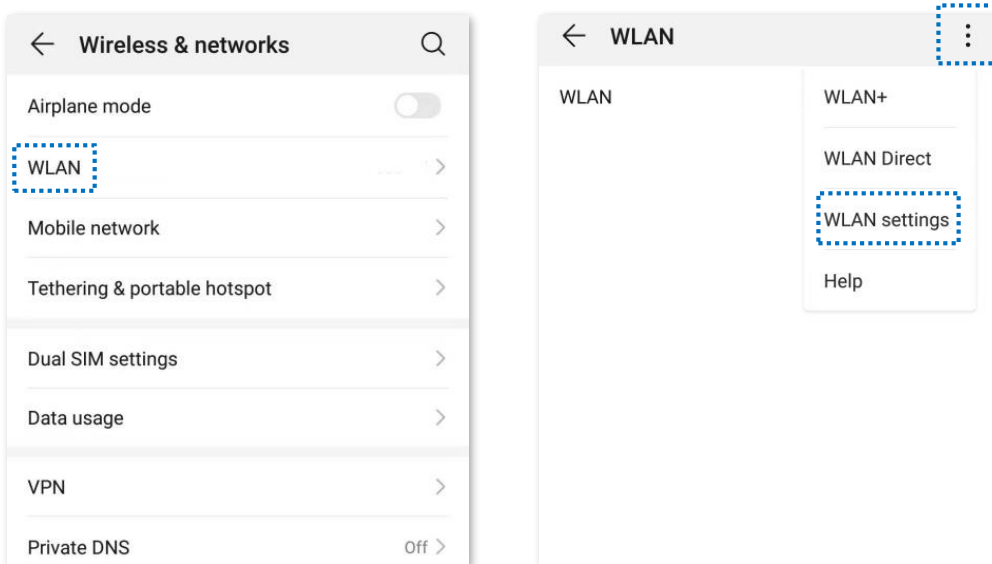 Wireless & networks
Airplane mode
WLAN
Mobile network
Tethering & portable hotspot
Dual SIM settings
Data usage
VPN
Private DNS
Off
WLAN
WLAN
WLAN+
WLAN Direct
WLAN settings
Help